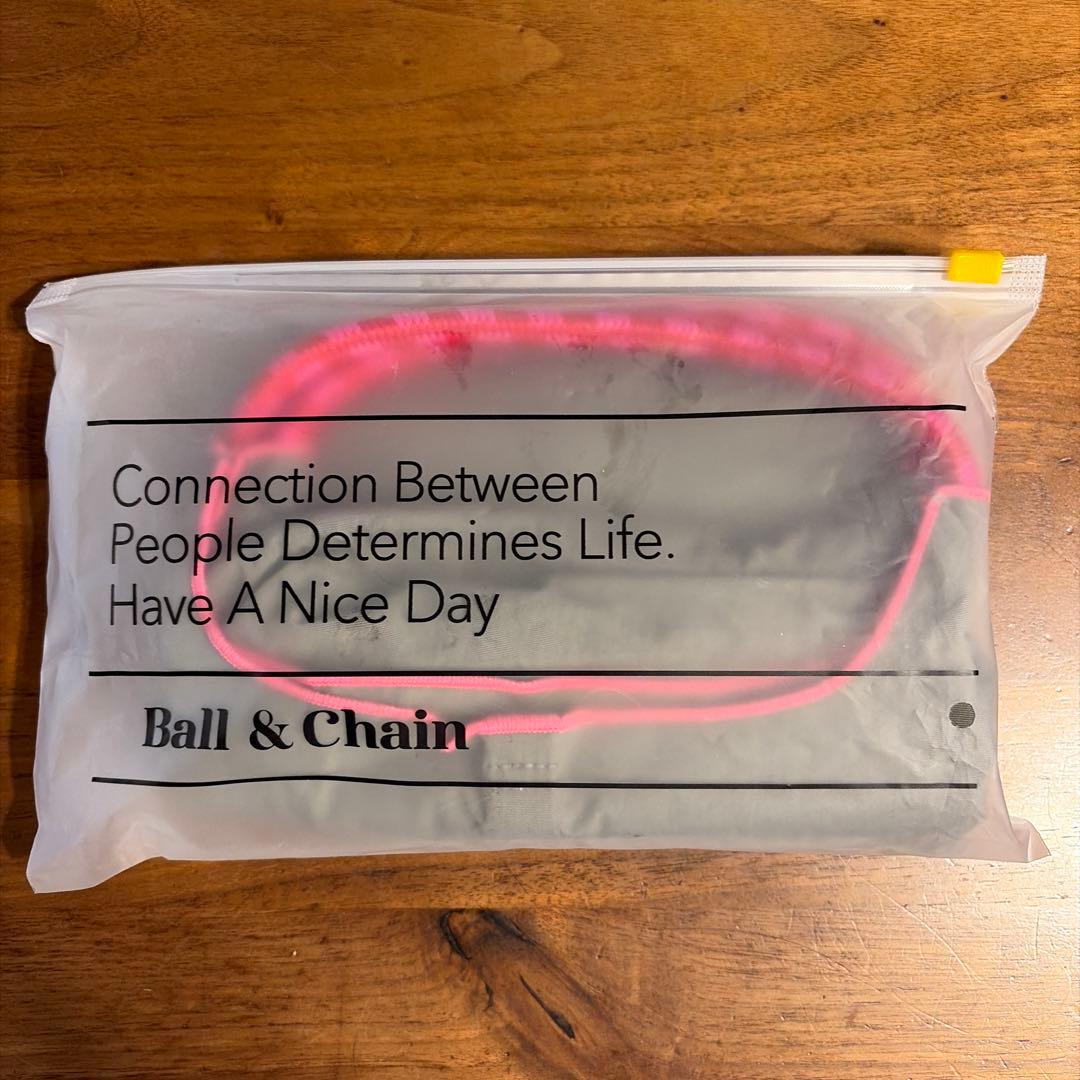 Connection Between
People Determines Life.
Have A Nice Day
Ball & Chain